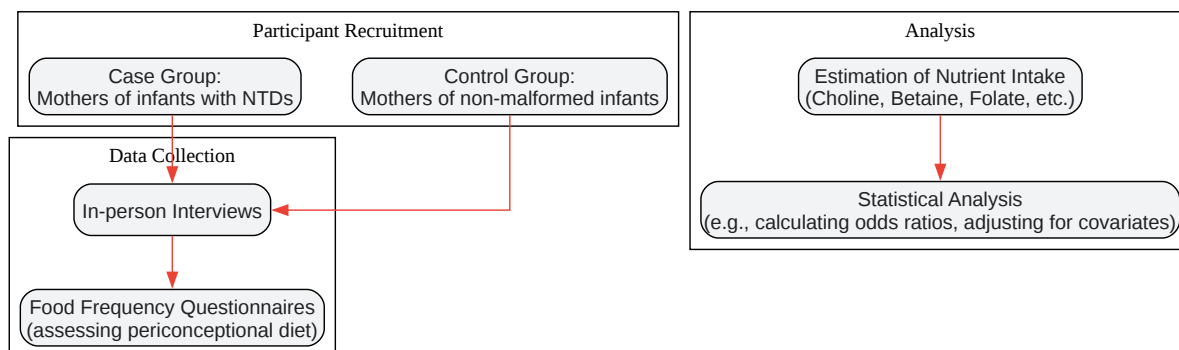 Participant Recruitment
Case Group:
Mothers of infants with NTDs
Control Group:
Mothers of non-malformed infants
Data Collection
In-person Interviews
Food Frequency Questionnaires
(assessing periconceptional diet)
Analysis
Estimation of Nutrient Intake
(Choline, Betaine, Folate, etc.)
Statistical Analysis
(e.g., calculating odds ratios, adjusting for covariates)